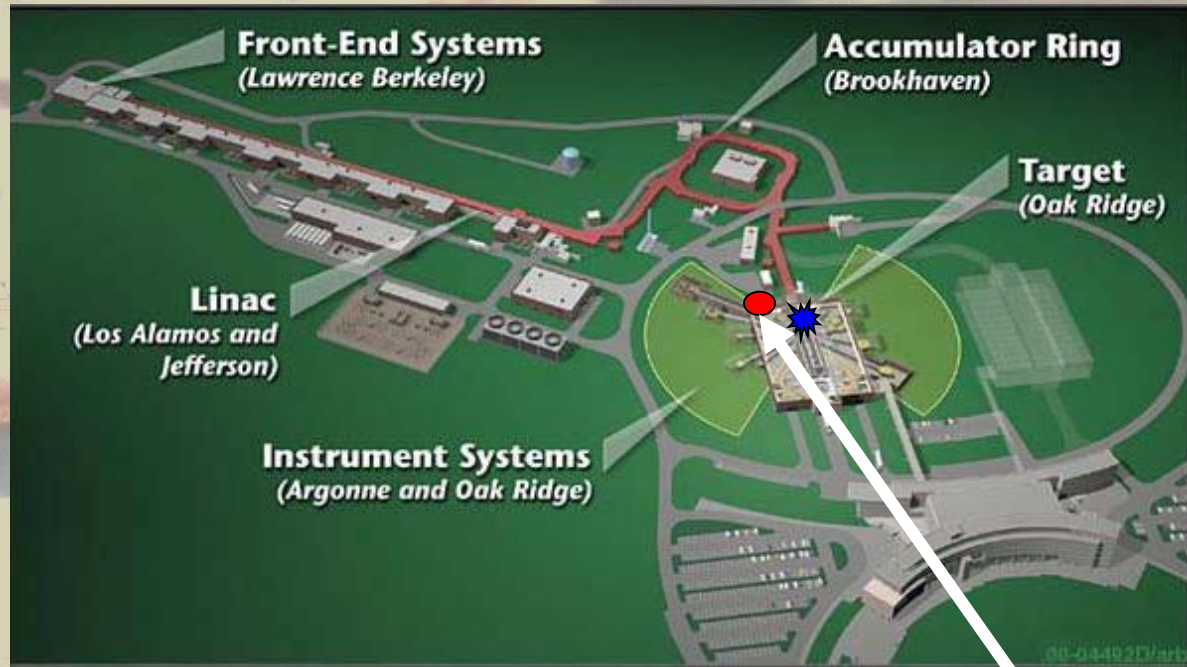 Front-End Systems
(Lawrence Berkeley)
Accumulator Ring
(Brookhaven)
Target
(Oak Ridge)
Linac
(Los Alamos and
Jefferson)
Instrument Systems
(Argonne and Oak Ridge)